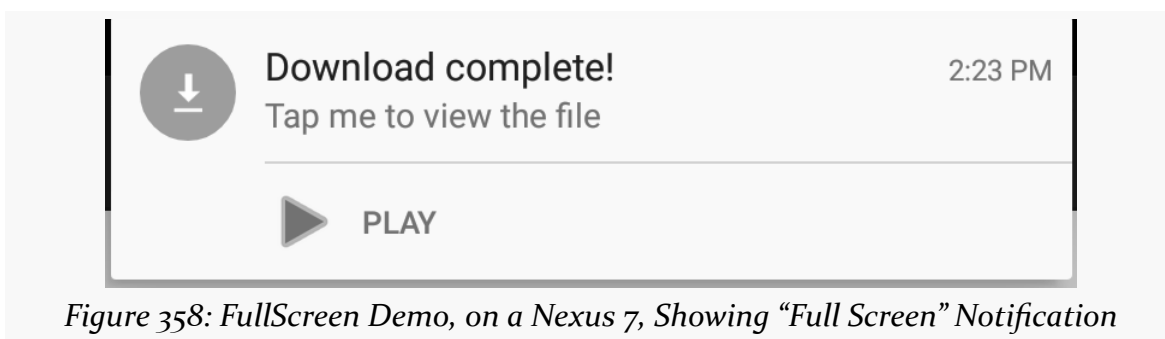 Download complete!
2:23 PM
Tap me to view the file
PLAY
Figure 358: FullScreen Demo, on a Nexus 7, Showing “Full Screen” Notification